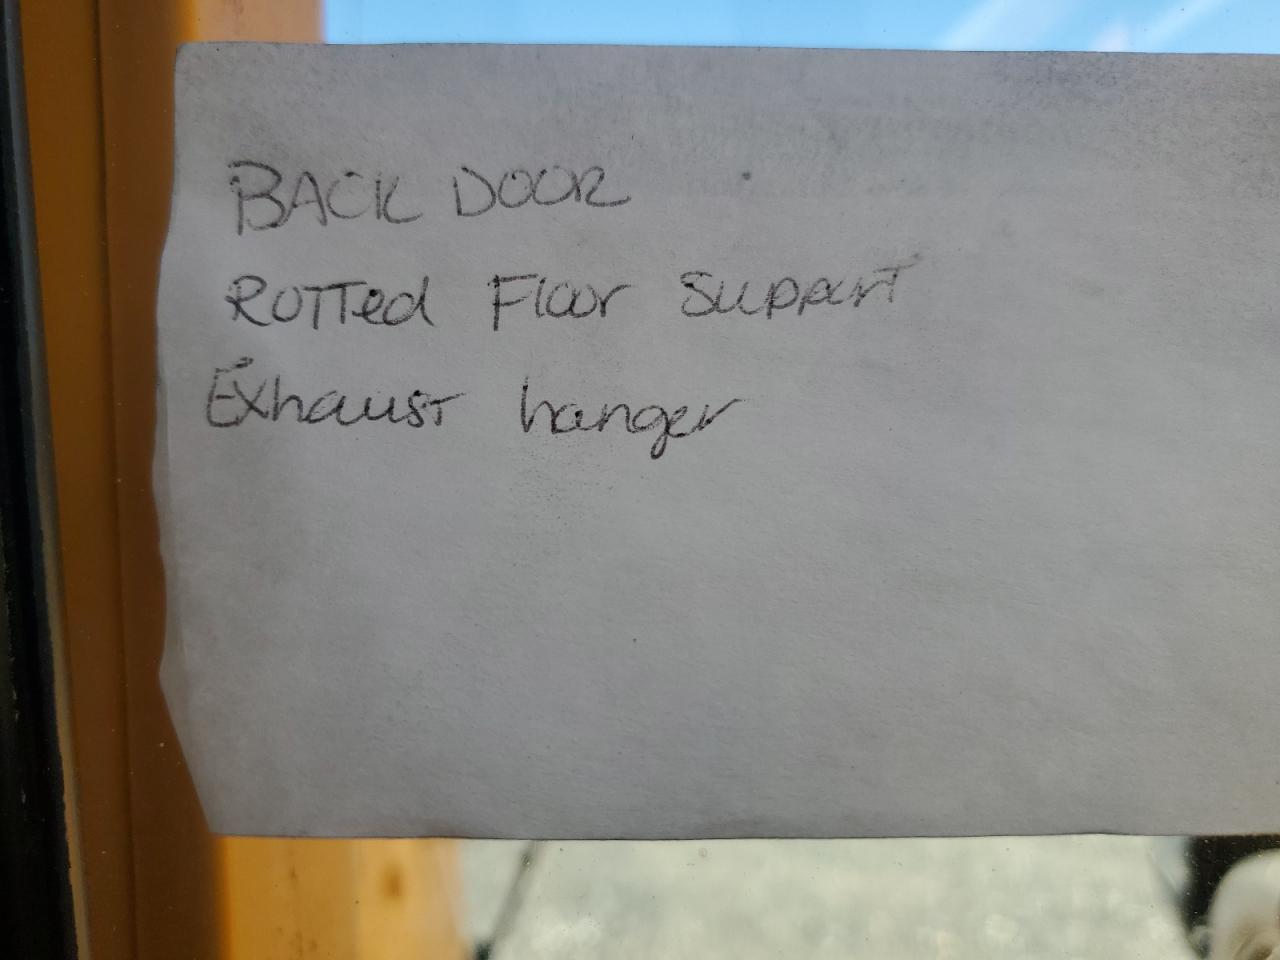 BACK DOOR
ROTTed Floor Support
Exhaust hanger